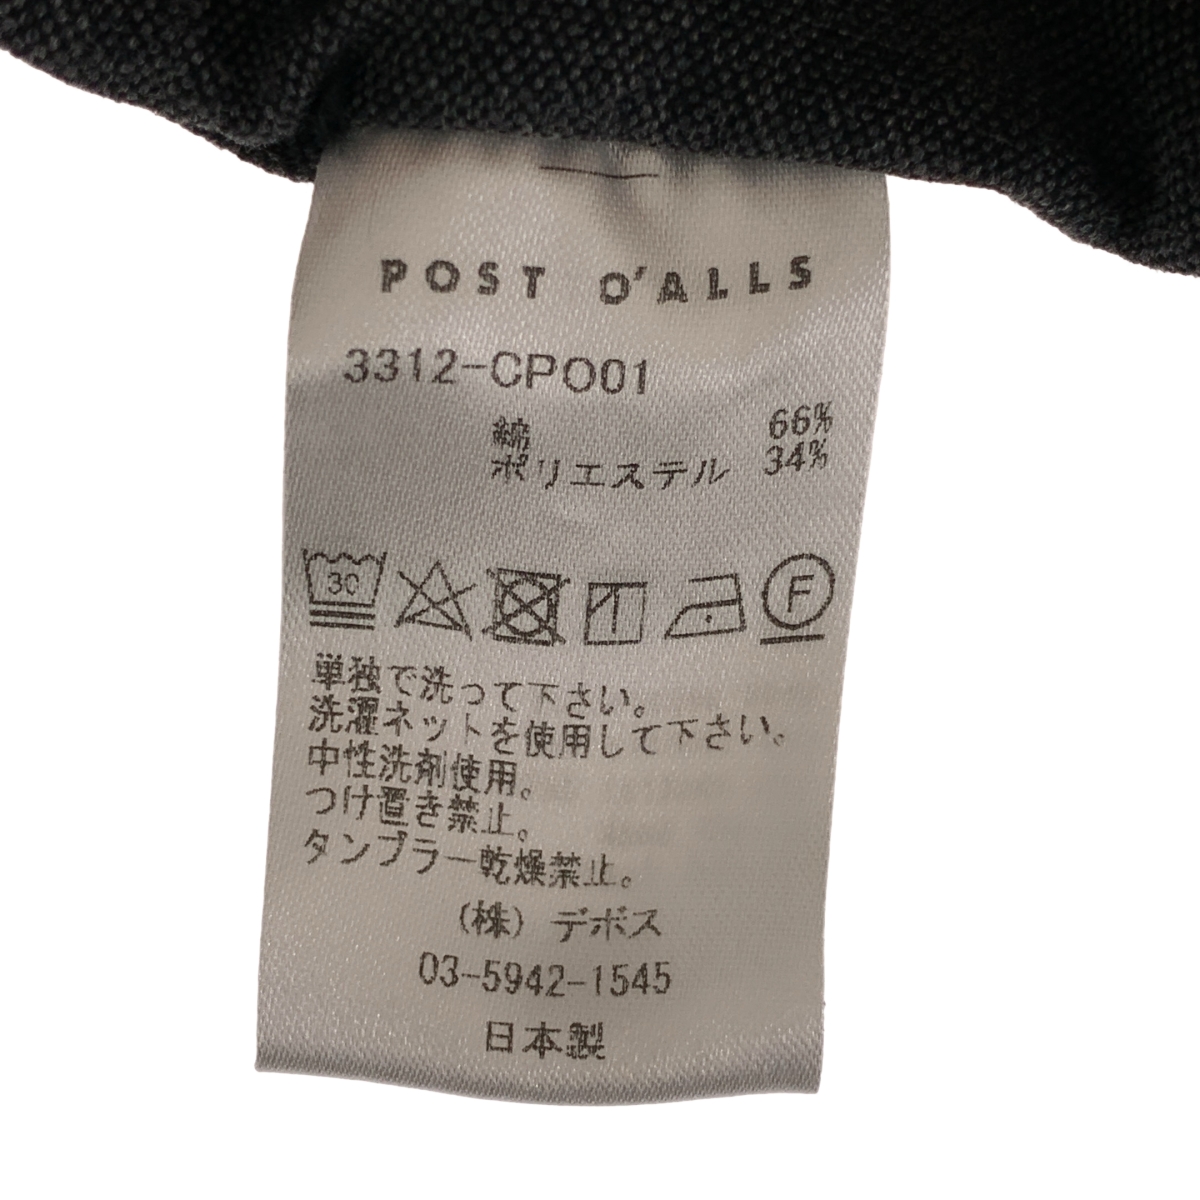 POST O'ALLS
3312-CPO01
綿 66%
ポリエステル 34%
30 F
単独で洗って下さい。
洗濯ネットを使用して下さい。
中性洗剤使用。
つけ置き禁止。
タンブラー乾燥禁止。
(株) デボス
03-5942-1545
日本製